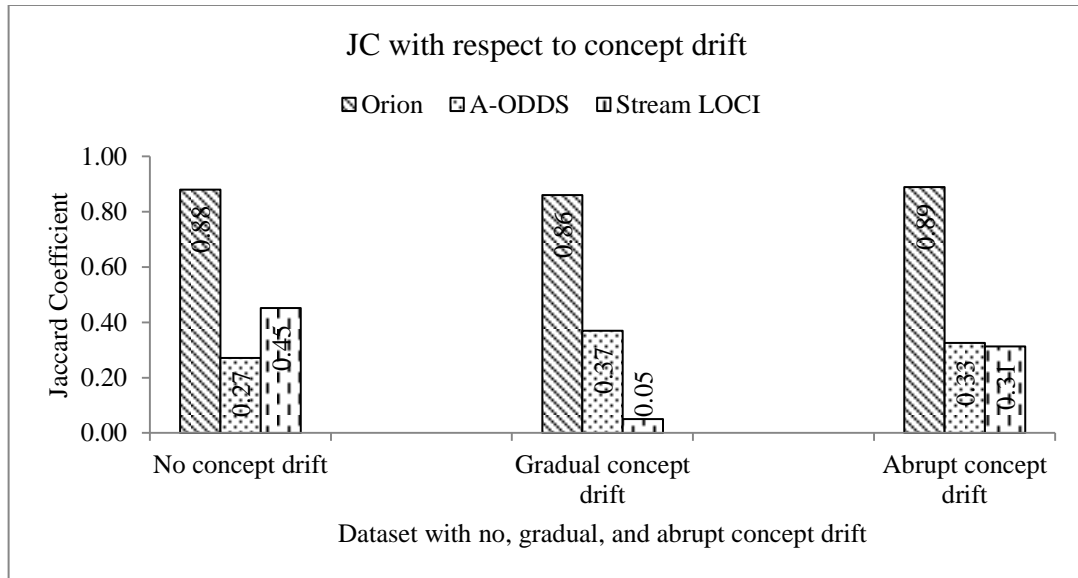 JC with respect to concept drift
Orion A-ODDS Stream LOCI
Jaccard Coefficient
1.00
0.80
0.60
0.40
0.20
0.00
0.88
0.27
0.45
0.86
0.37
0.05
0.89
0.33
0.31
No concept drift
Gradual concept
drift
Abrupt concept
drift
Dataset with no, gradual, and abrupt concept drift